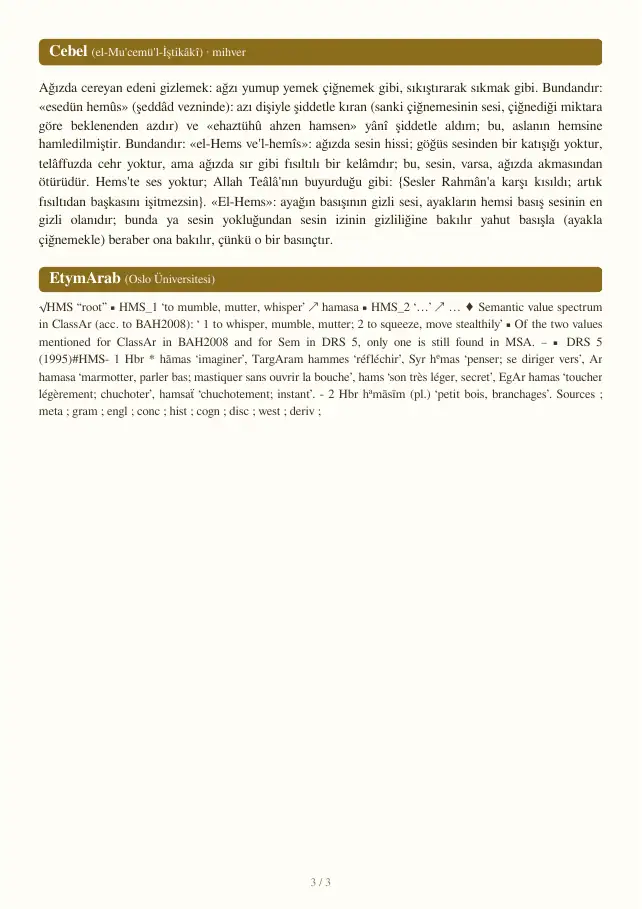 Cebel (el-Mu'cemü'l-İştikâkî) · mihver
Ağızda cereyan edeni gizlemek: ağzı yumup yemek çiğnemek gibi, sıkıştırarak sıkmak gibi. Bundandır:
«esedün hemûs» (şeddâd vezninde): azı dişiyle şiddetle kıran (sanki çiğnemesinin sesi, çiğnediği miktara
göre beklenenden azdır) ve «ehaztühû ahzen hamsen» yânî şiddetle aldım; bu, aslanın hemsine
hamledilmiştir. Bundandır: «el-Hems ve'l-hemîs»: ağızda sesin hissi; göğüs sesinden bir katışığı yoktur,
telâffuzda cehr yoktur, ama ağızda sır gibi fısıltılı bir kelâmdır; bu, sesin, varsa, ağızda akmasından
ötürüdür. Hems'te ses yoktur; Allah Teâlâ'nın buyurduğu gibi: {Sesler Rahmân'a karşı kısıldı; artık
fısıltıdan başkasını işitmezsin}. «El-Hems»: ayağın basışının gizli sesi, ayakların hemsi basış sesinin en
gizli olanıdır; bunda ya sesin yokluğundan sesin izinin gizliliğine bakılır yahut basışla (ayakla
çiğnemekle) beraber ona bakılır, çünkü o bir basınçtır.
EtymArab (Oslo Üniversitesi)
√HMS “root” ▪ HMS_1 ‘to mumble, mutter, whisper’ ↗ hamasa ▪ HMS_2 ‘…’ ↗ … ♦ Semantic value spectrum
in ClassAr (acc. to BAH2008): ‘ 1 to whisper, mumble, mutter; 2 to squeeze, move stealthily’ ▪ Of the two values
mentioned for ClassAr in BAH2008 and for Sem in DRS 5, only one is still found in MSA. – ▪ DRS 5
(1995)#HMS- 1 Hbr * hāmas ‘imaginer’, TargAram hammes ‘réfléchir’, Syr hᵉmas ‘penser; se diriger vers’, Ar
hamasa ‘marmotter, parler bas; mastiquer sans ouvrir la bouche’, hams ‘son très léger, secret’, EgAr hamas ‘toucher
légèrement; chuchoter’, hamsaẗ ‘chuchotement; instant’. - 2 Hbr hᵃmāsīm (pl.) ‘petit bois, branchages’. Sources ;
meta ; gram ; engl ; conc ; hist ; cogn ; disc ; west ; deriv ;
3 / 3